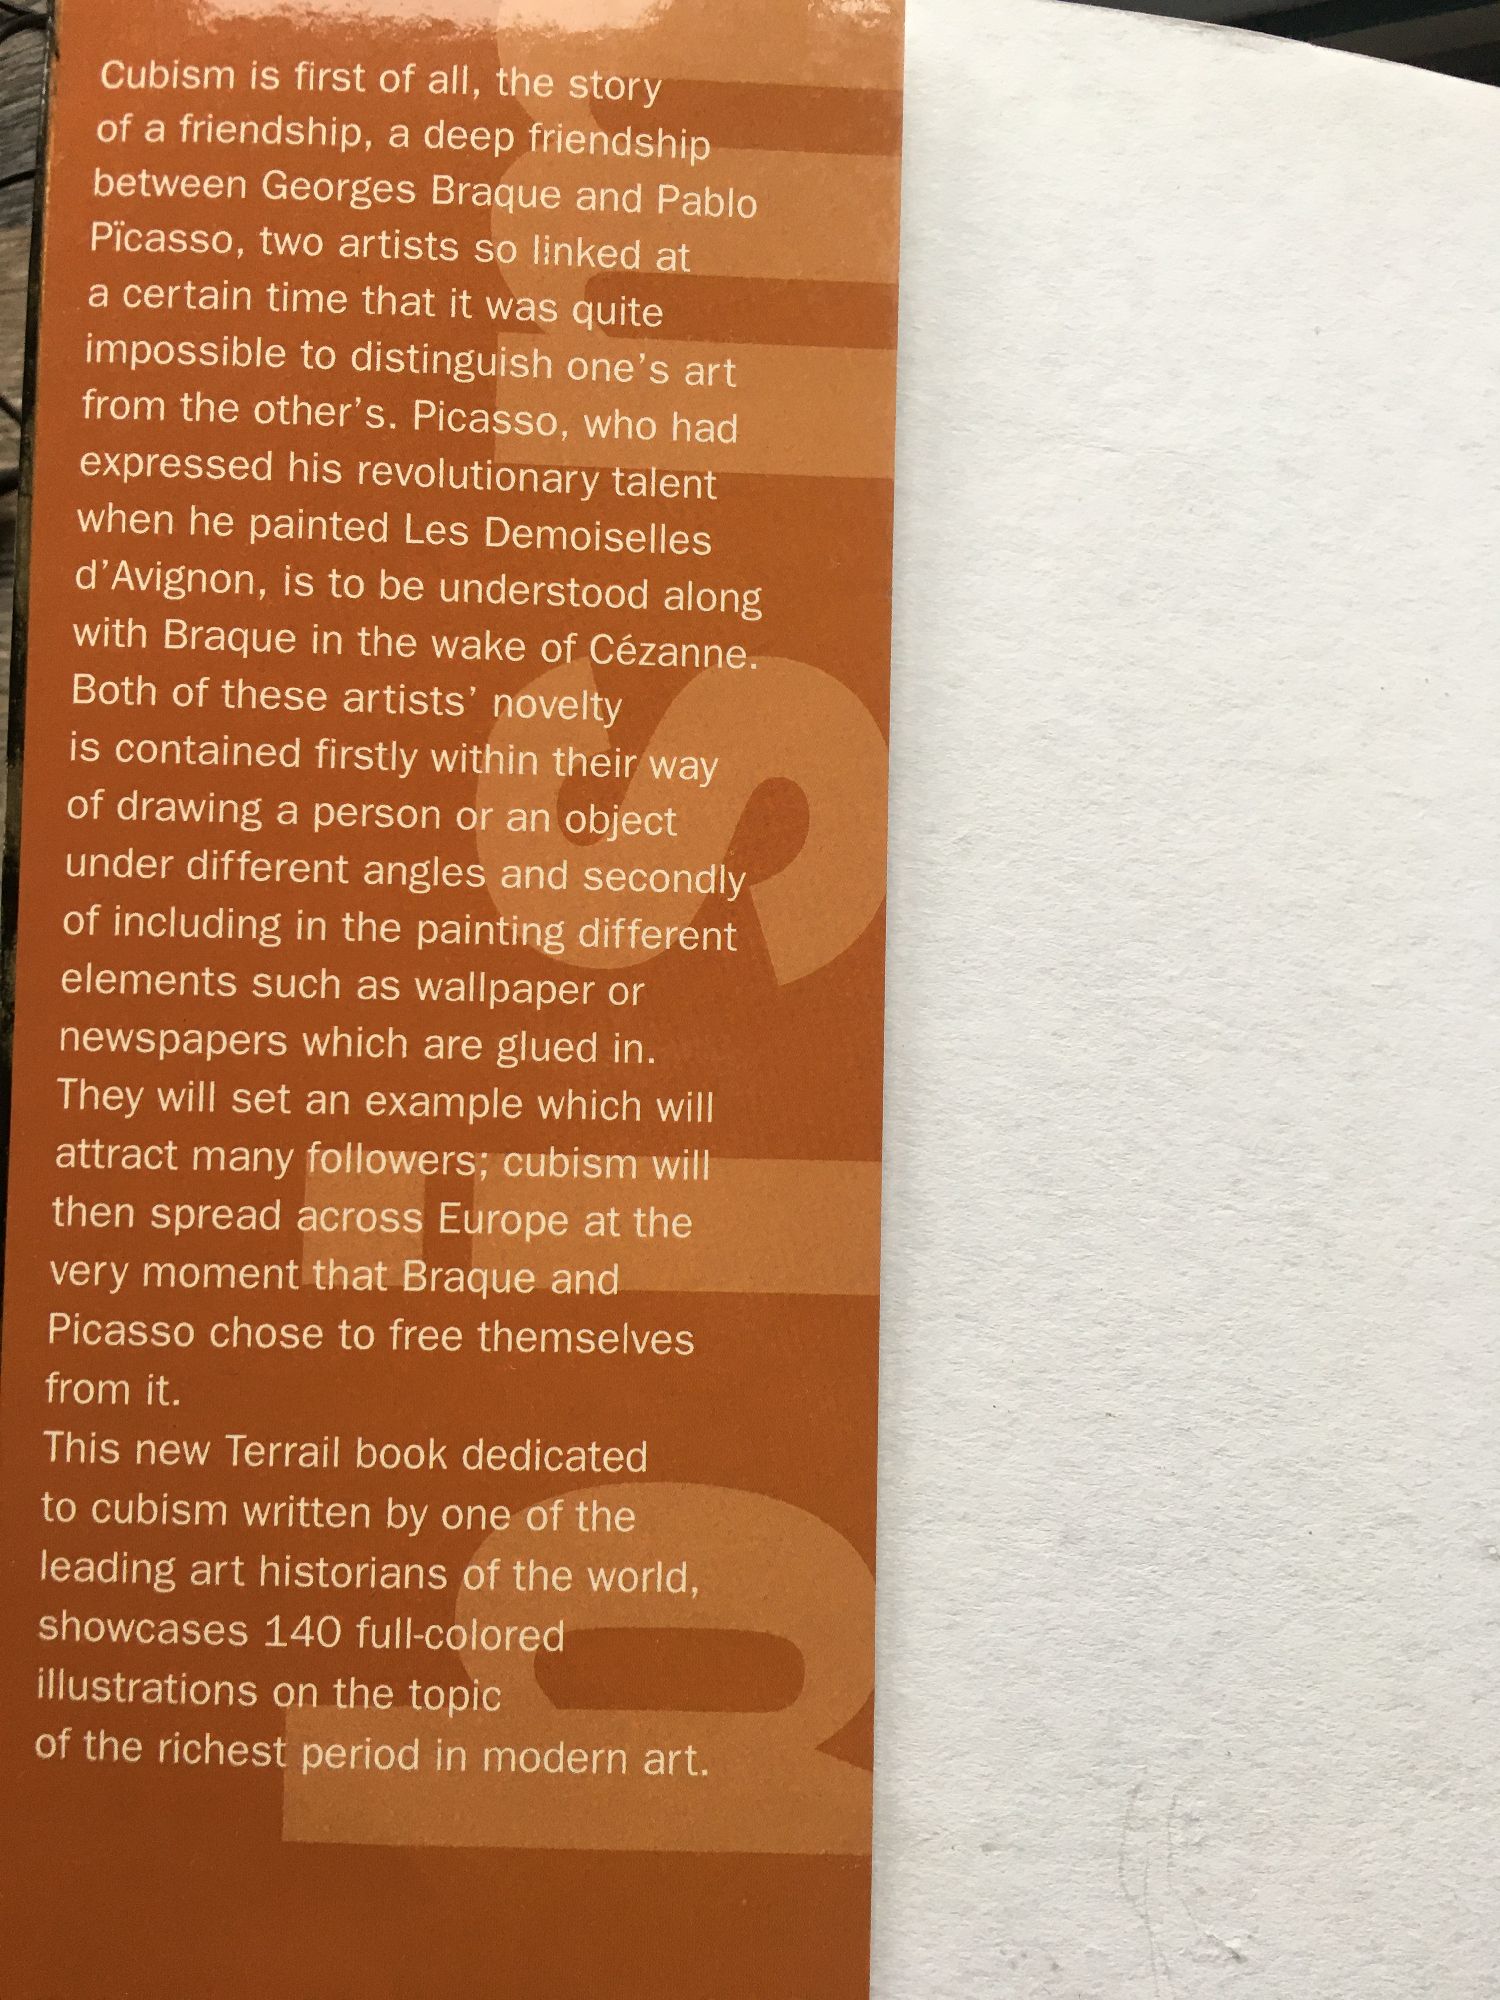 Cubism is first of all, the story
of a friendship, a deep friendship
between Georges Braque and Pablo
Pïcasso, two artists so linked at
a certain time that it was quite
impossible to distinguish one's art
from the other's. Picasso, who had
expressed his revolutionary talent
when he painted Les Demoiselles
d'Avignon, is to be understood along
with Braque in the wake of Cézanne.
Both of these artists' novelty
is contained firstly within their way
of drawing a person or an object
under different angles and secondly
of including in the painting different
elements such as wallpaper or
newspapers which are glued in.
They will set an example which will
attract many followers; cubism will
then spread across Europe at the
very moment that Braque and
Picasso chose to free themselves
from it.
This new Terrail book dedicated
to cubism written by one of the
leading art historians of the world,
showcases 140 full-colored
illustrations on the topic
of the richest period in modern art.